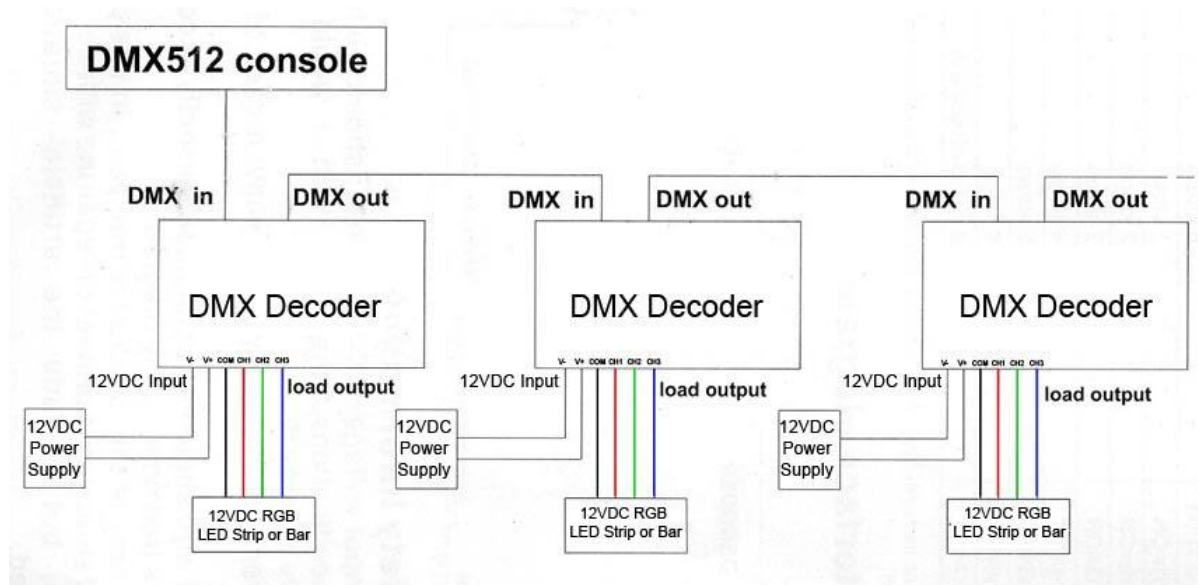 DMX512 console
DMX in
DMX out
DMX in
DMX out
DMX in
DMX out
DMX Decoder
DMX Decoder
DMX Decoder
V- V+ COM CH1 CH2 CH3
V- V+ COM CH1 CH2 CH3
V- V+ COM CH1 CH2 CH3
12VDC Input
load output
12VDC Input
load output
12VDC Input
load output
12VDC
Power
Supply
12VDC
Power
Supply
12VDC
Power
Supply
12VDC RGB
LED Strip or Bar
12VDC RGB
LED Strip or Bar
12VDC RGB
LED Strip or Bar